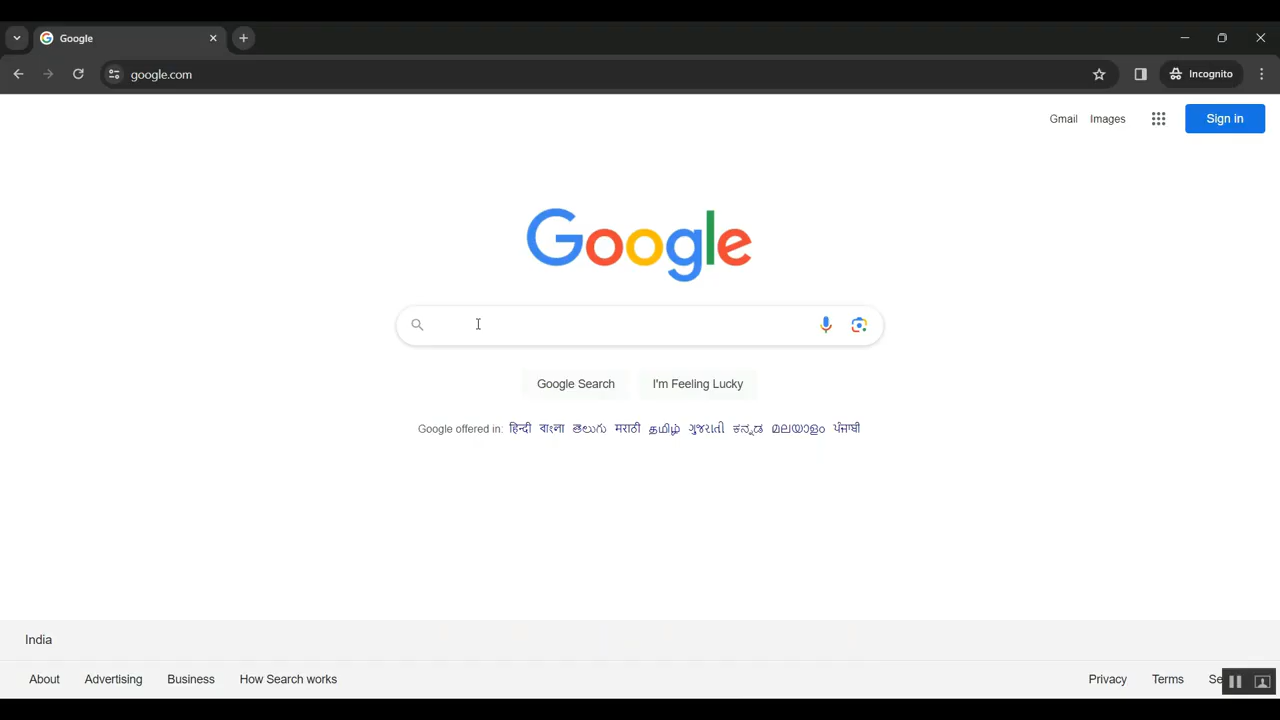 Google
google.com
Incognito
Gmail Images Sign in
Google
Google Search I'm Feeling Lucky
Google offered in: हिन्दी বাংলা తెలుగు मराठी தமிழ் ગુજરાતી ಕನ್ನಡ മലയാളം ਪੰਜਾਬੀ
India
About Advertising Business How Search works Privacy Terms